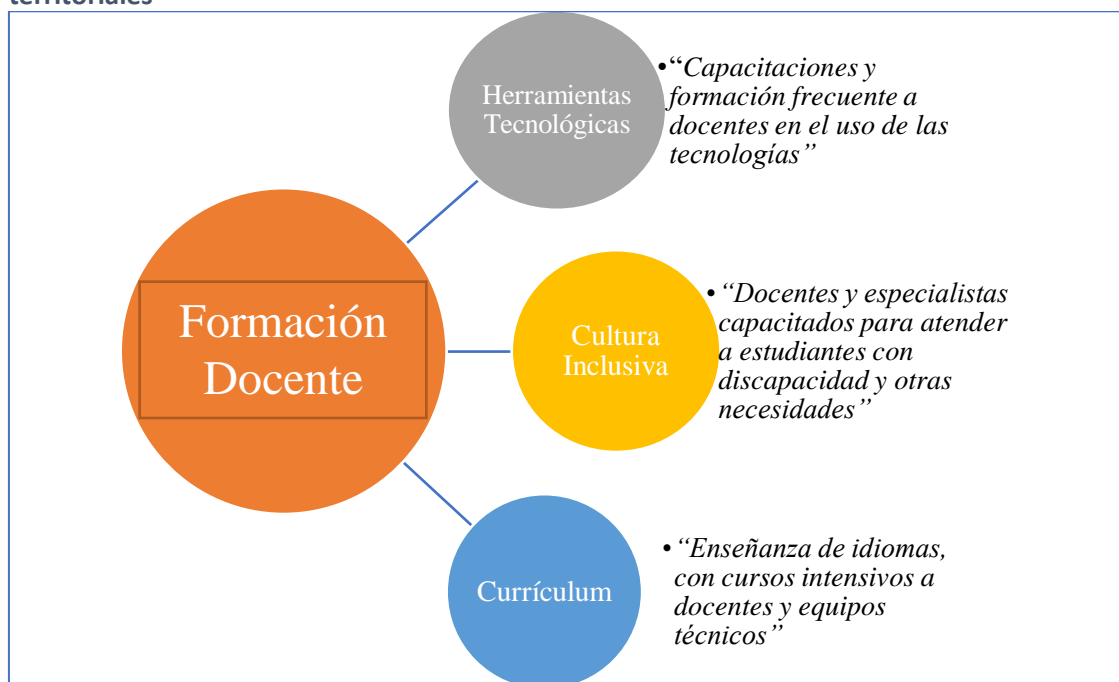 territoriales
Herramientas
Tecnológicas
•“Capacitaciones y
formación frecuente a
docentes en el uso de las
tecnologías”
Formación
Docente
Cultura
Inclusiva
• “Docentes y especialistas
capacitados para atender
a estudiantes con
discapacidad y otras
necesidades”
Currículum
• “Enseñanza de idiomas,
con cursos intensivos a
docentes y equipos
técnicos”